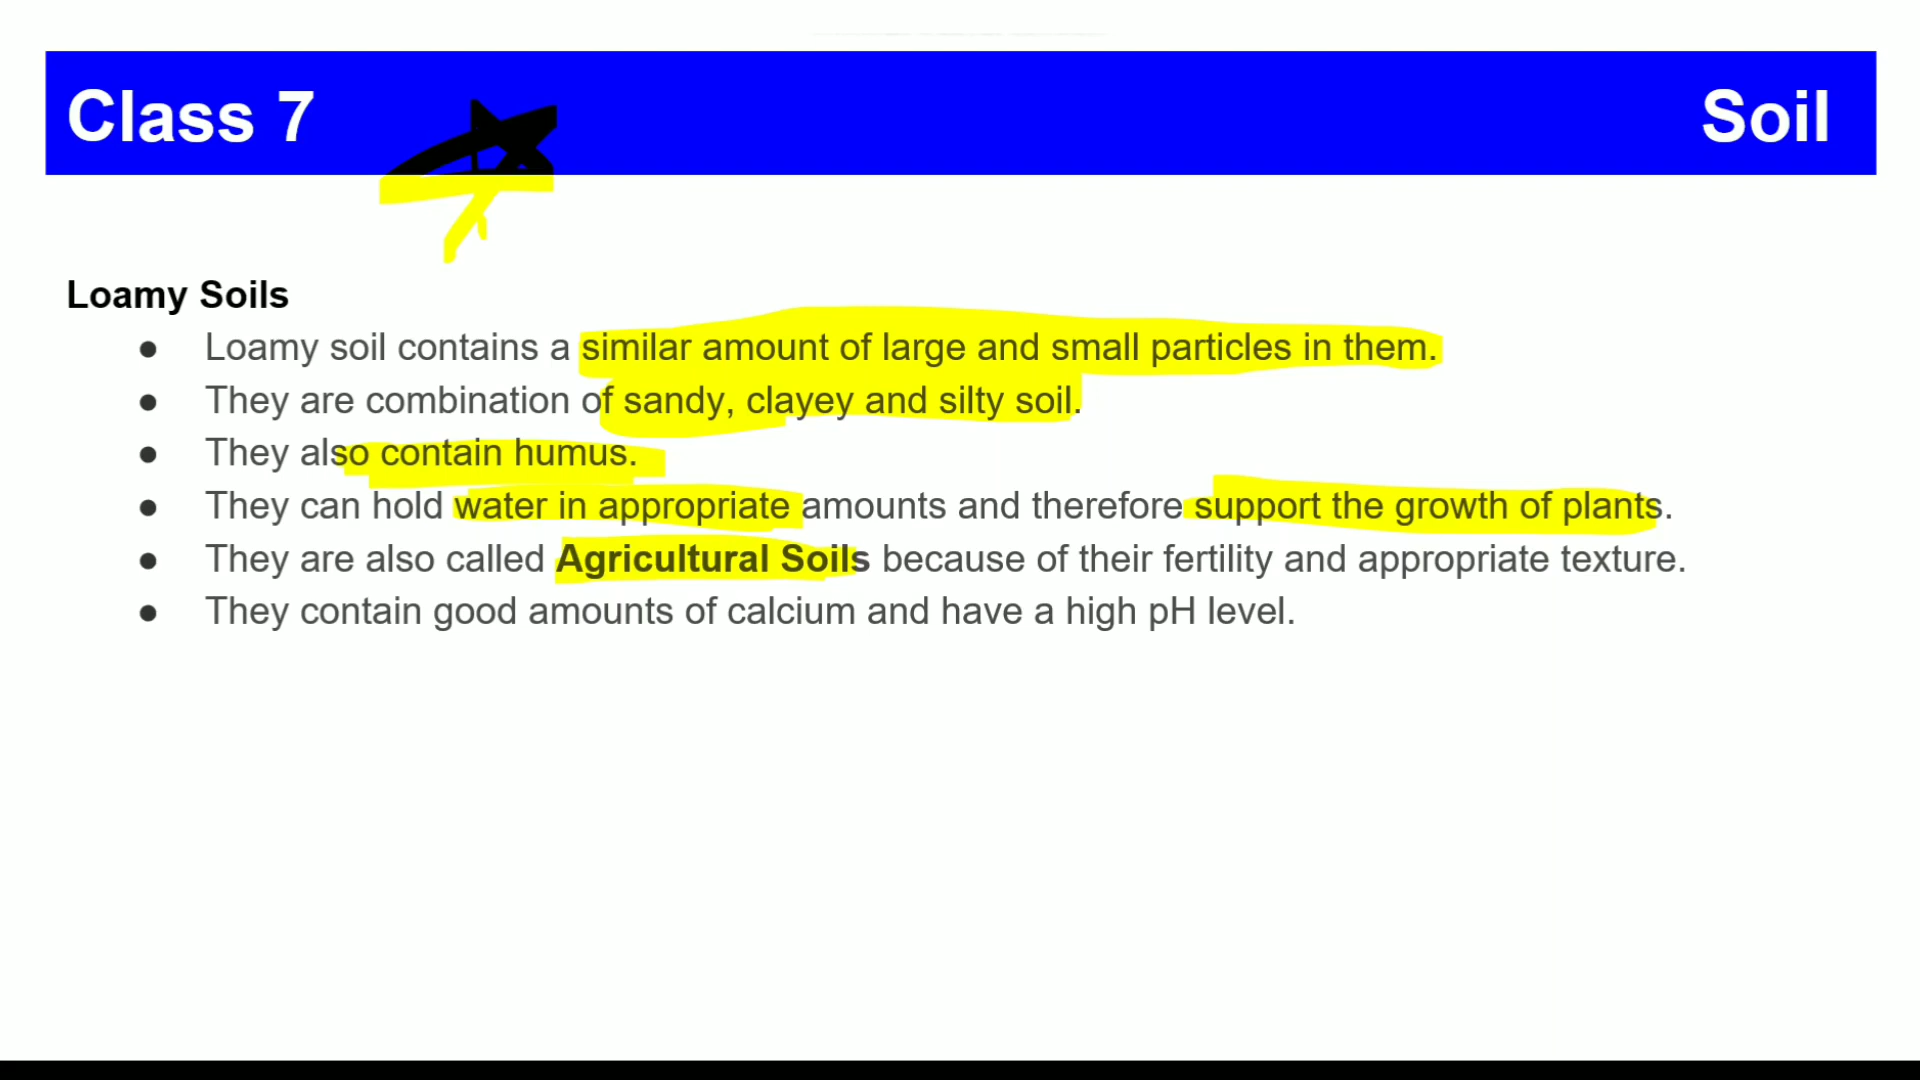 Class 7 Soil
Loamy Soils
● Loamy soil contains a similar amount of large and small particles in them.
● They are combination of sandy, clayey and silty soil.
● They also contain humus.
● They can hold water in appropriate amounts and therefore support the growth of plants.
● They are also called Agricultural Soils because of their fertility and appropriate texture.
● They contain good amounts of calcium and have a high pH level.